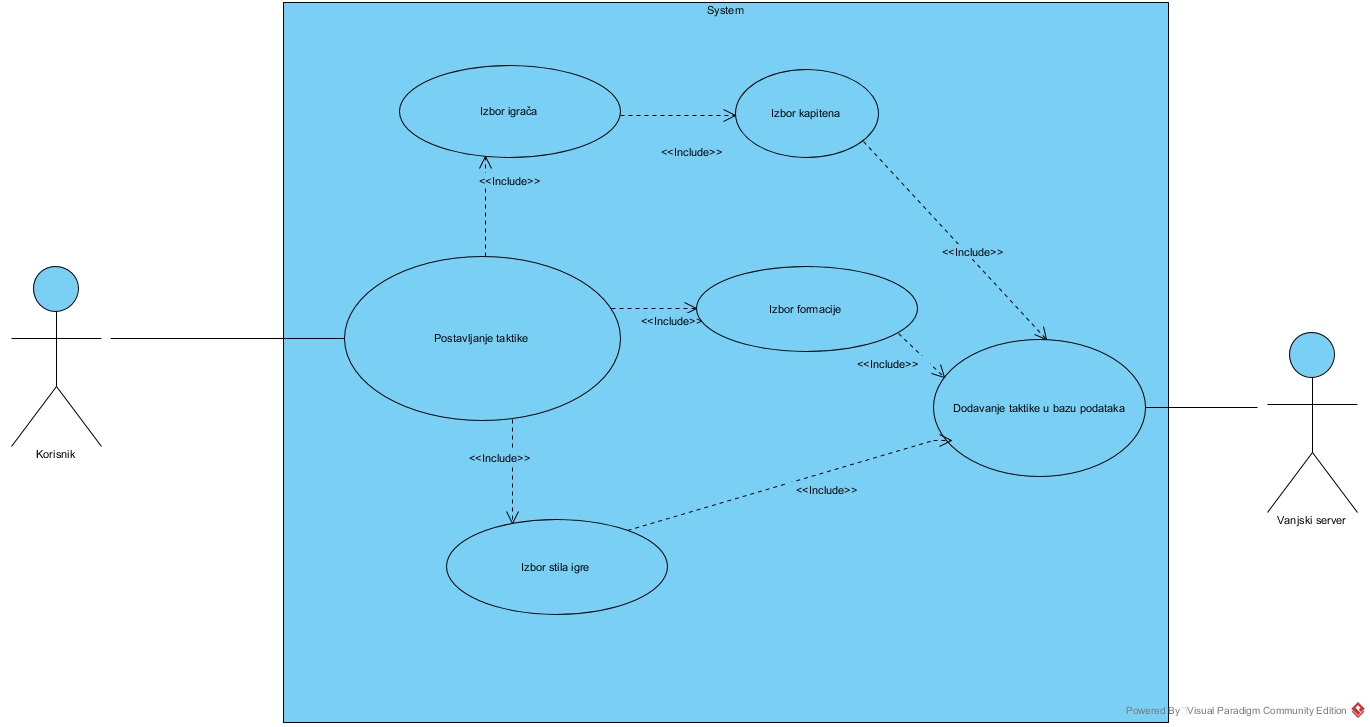 System
Izbor igrača
Izbor kapitena
<<Include>>
<<Include>>
<<Include>>
Postavljanje taktike
Izbor formacije
<<Include>>
<<Include>>
Dodavanje taktike u bazu podataka
Korisnik
<<Include>>
<<Include>>
Vanjski server
Izbor stila igre
Powered By Visual Paradigm Community Edition